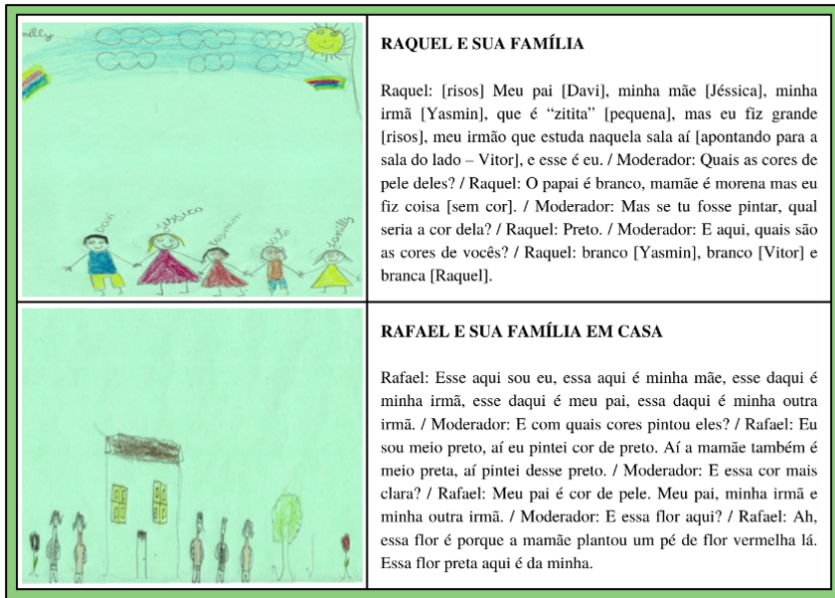 nilly
Davi
Jéssica
Yasmin
Vito
RAQUEL E SUA FAMÍLIA
Raquel: [risos] Meu pai [Davi], minha mãe [Jéssica], minha
irmã [Yasmin], que é “zitita” [pequena], mas eu fiz grande
[risos], meu irmão que estuda naquela sala aí [apontando para a
sala do lado – Vitor], e esse é eu. / Moderador: Quais as cores de
pele deles? / Raquel: O papai é branco, mamãe é morena mas eu
fiz coisa [sem cor]. / Moderador: Mas se tu fosse pintar, qual
seria a cor dela? / Raquel: Preto. / Moderador: E aqui, quais são
as cores de vocês? / Raquel: branco [Yasmin], branco [Vitor] e
branca [Raquel].
RAFAEL E SUA FAMÍLIA EM CASA
Rafael: Esse aqui sou eu, essa aqui é minha mãe, esse daqui é
minha irmã, esse daqui é meu pai, essa daqui é minha outra
irmã. / Moderador: E com quais cores pintou eles? / Rafael: Eu
sou meio preto, aí eu pintei cor de preto. Aí a mamãe também é
meio preta, aí pintei desse preto. / Moderador: E essa cor mais
clara? / Rafael: Meu pai é cor de pele. Meu pai, minha irmã e
minha outra irmã. / Moderador: E essa flor aqui? / Rafael: Ah,
essa flor é porque a mamãe plantou um pé de flor vermelha lá.
Essa flor preta aqui é da minha.